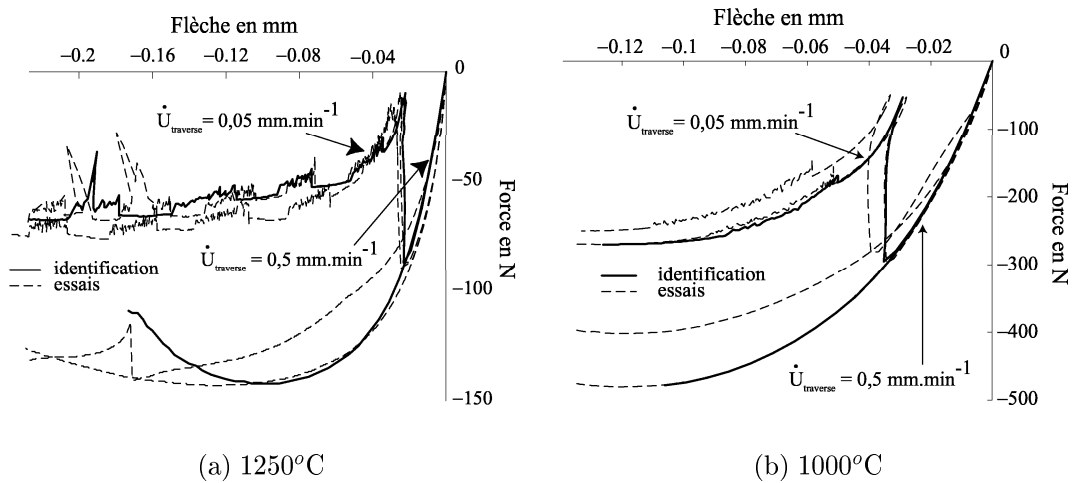 Flèche en mm
−0.2 −0.16 −0.12 −0.08 −0.04
0
−50
−100
−150
Force en N
U̇traverse = 0,05 mm.min-1
U̇traverse = 0,5 mm.min-1
identification
essais
(a) 1250°C
Flèche en mm
−0.12 −0.1 −0.08 −0.06 −0.04 −0.02
0
−100
−200
−300
−400
−500
Force en N
U̇traverse = 0,05 mm.min-1
identification
essais
U̇traverse = 0,5 mm.min-1
(b) 1000°C